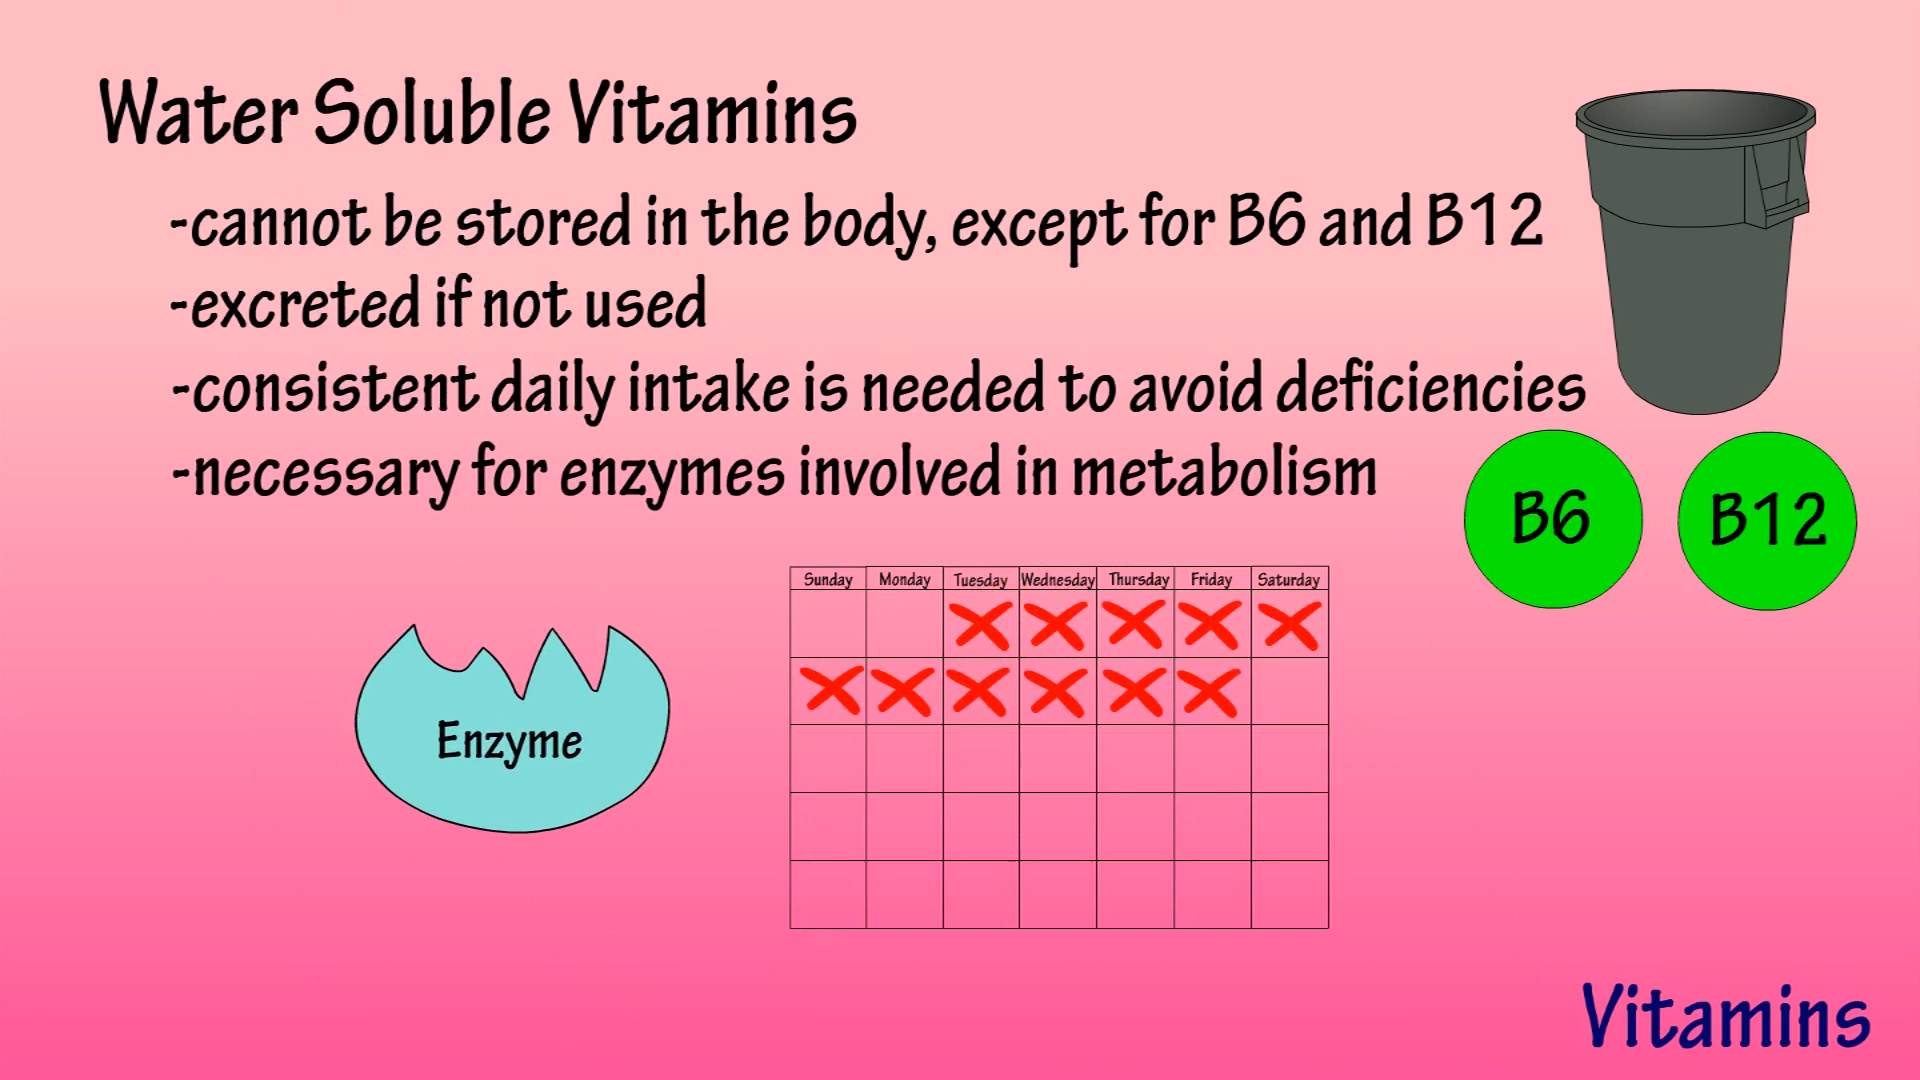 Water Soluble Vitamins
-cannot be stored in the body, except for B6 and B12
-excreted if not used
-consistent daily intake is needed to avoid deficiencies
-necessary for enzymes involved in metabolism
B6 B12
Sunday Monday Tuesday Wednesday Thursday Friday Saturday
Enzyme
Vitamins